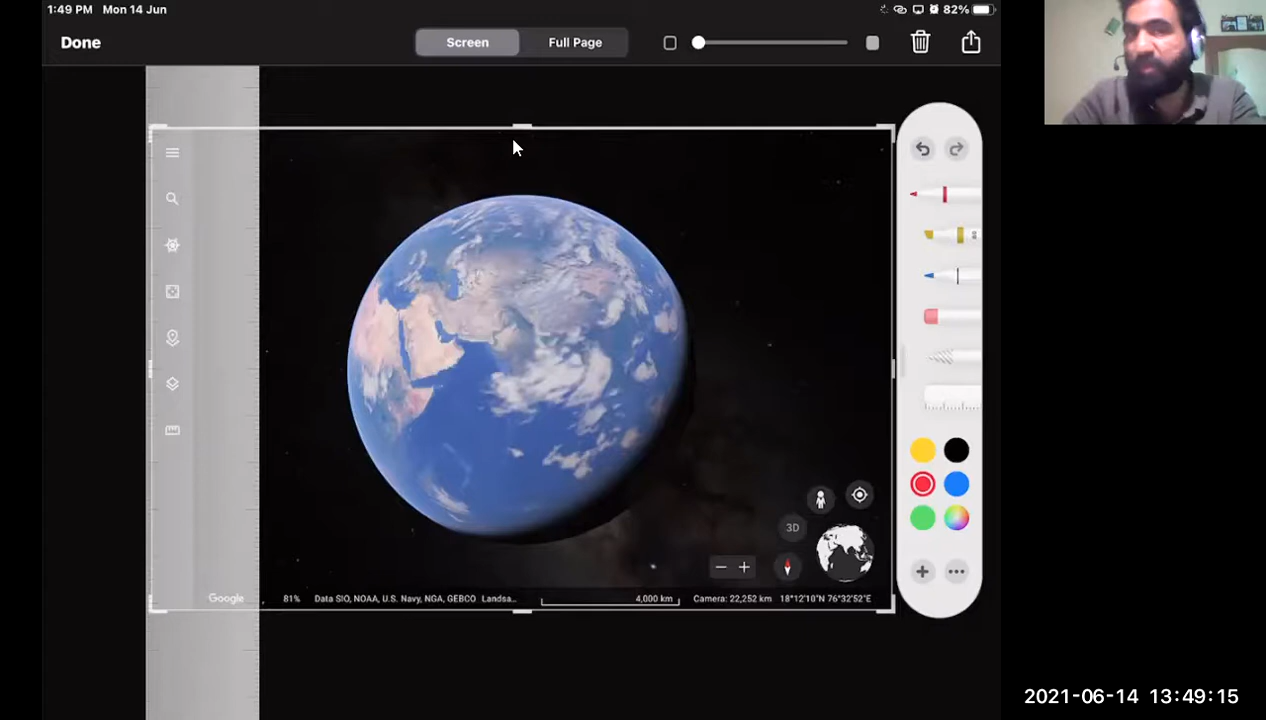 1:49 PM Mon 14 Jun
82%
Done
Screen
Full Page
80
3D
Google
81%
Data SIO, NOAA, U.S. Navy, NGA, GEBCO Landsa...
4,000 km
Camera: 22,252 km
18°12'10"N 76°32'52"E
2021-06-14 13:49:15